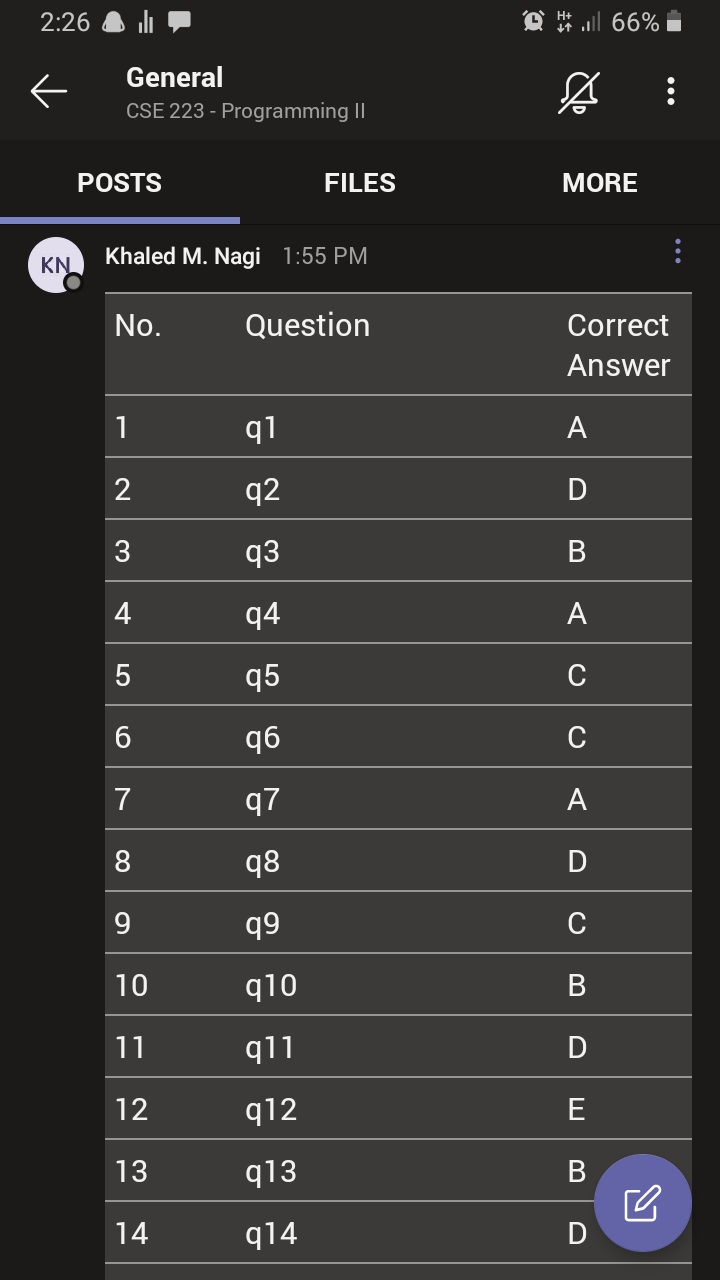 2:26 H+ 66%
General
CSE 223 - Programming II
POSTS FILES MORE
KN Khaled M. Nagi 1:55 PM
No. Question Correct
Answer
1 q1 A
2 q2 D
3 q3 B
4 q4 A
5 q5 C
6 q6 C
7 q7 A
8 q8 D
9 q9 C
10 q10 B
11 q11 D
12 q12 E
13 q13 B
14 q14 D